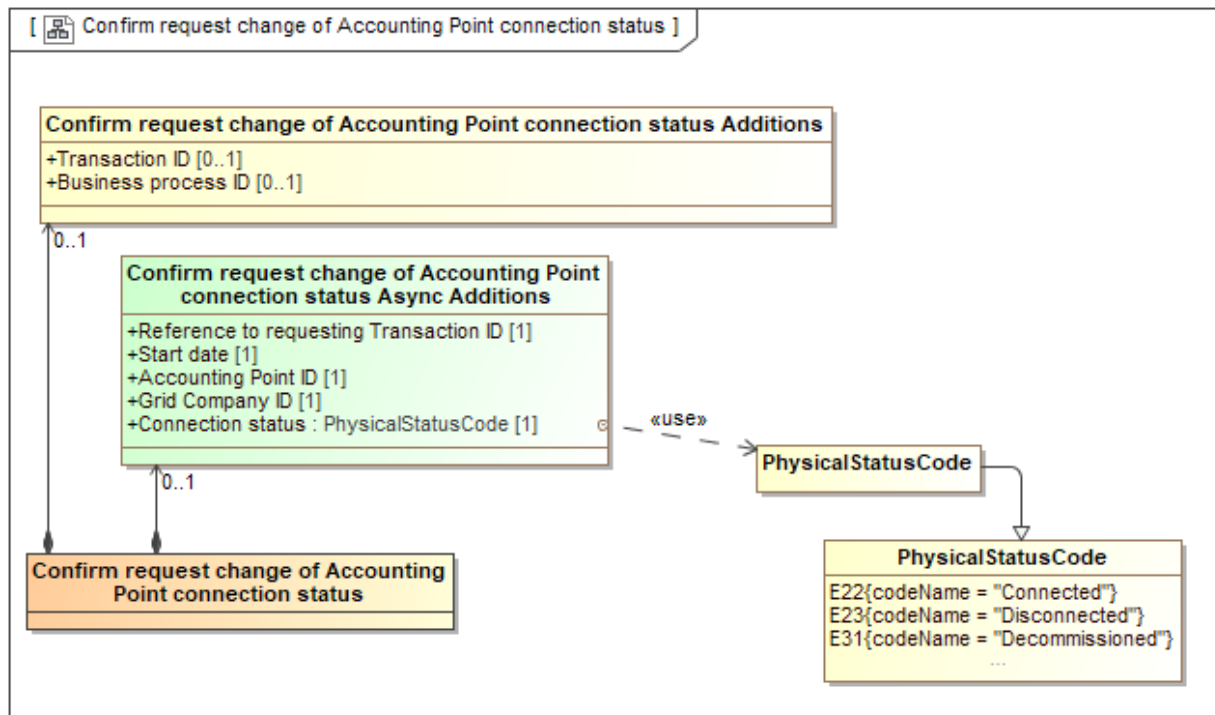 [ Confirm request change of Accounting Point connection status ]
Confirm request change of Accounting Point connection status Additions
+Transaction ID [0..1]
+Business process ID [0..1]
0..1
Confirm request change of Accounting Point
connection status Async Additions
+Reference to requesting Transaction ID [1]
+Start date [1]
+Accounting Point ID [1]
+Grid Company ID [1]
+Connection status : PhysicalStatusCode [1]
«use»
PhysicalStatusCode
0..1
Confirm request change of Accounting
Point connection status
PhysicalStatusCode
E22{codeName = "Connected"}
E23{codeName = "Disconnected"}
E31{codeName = "Decommissioned"}
...